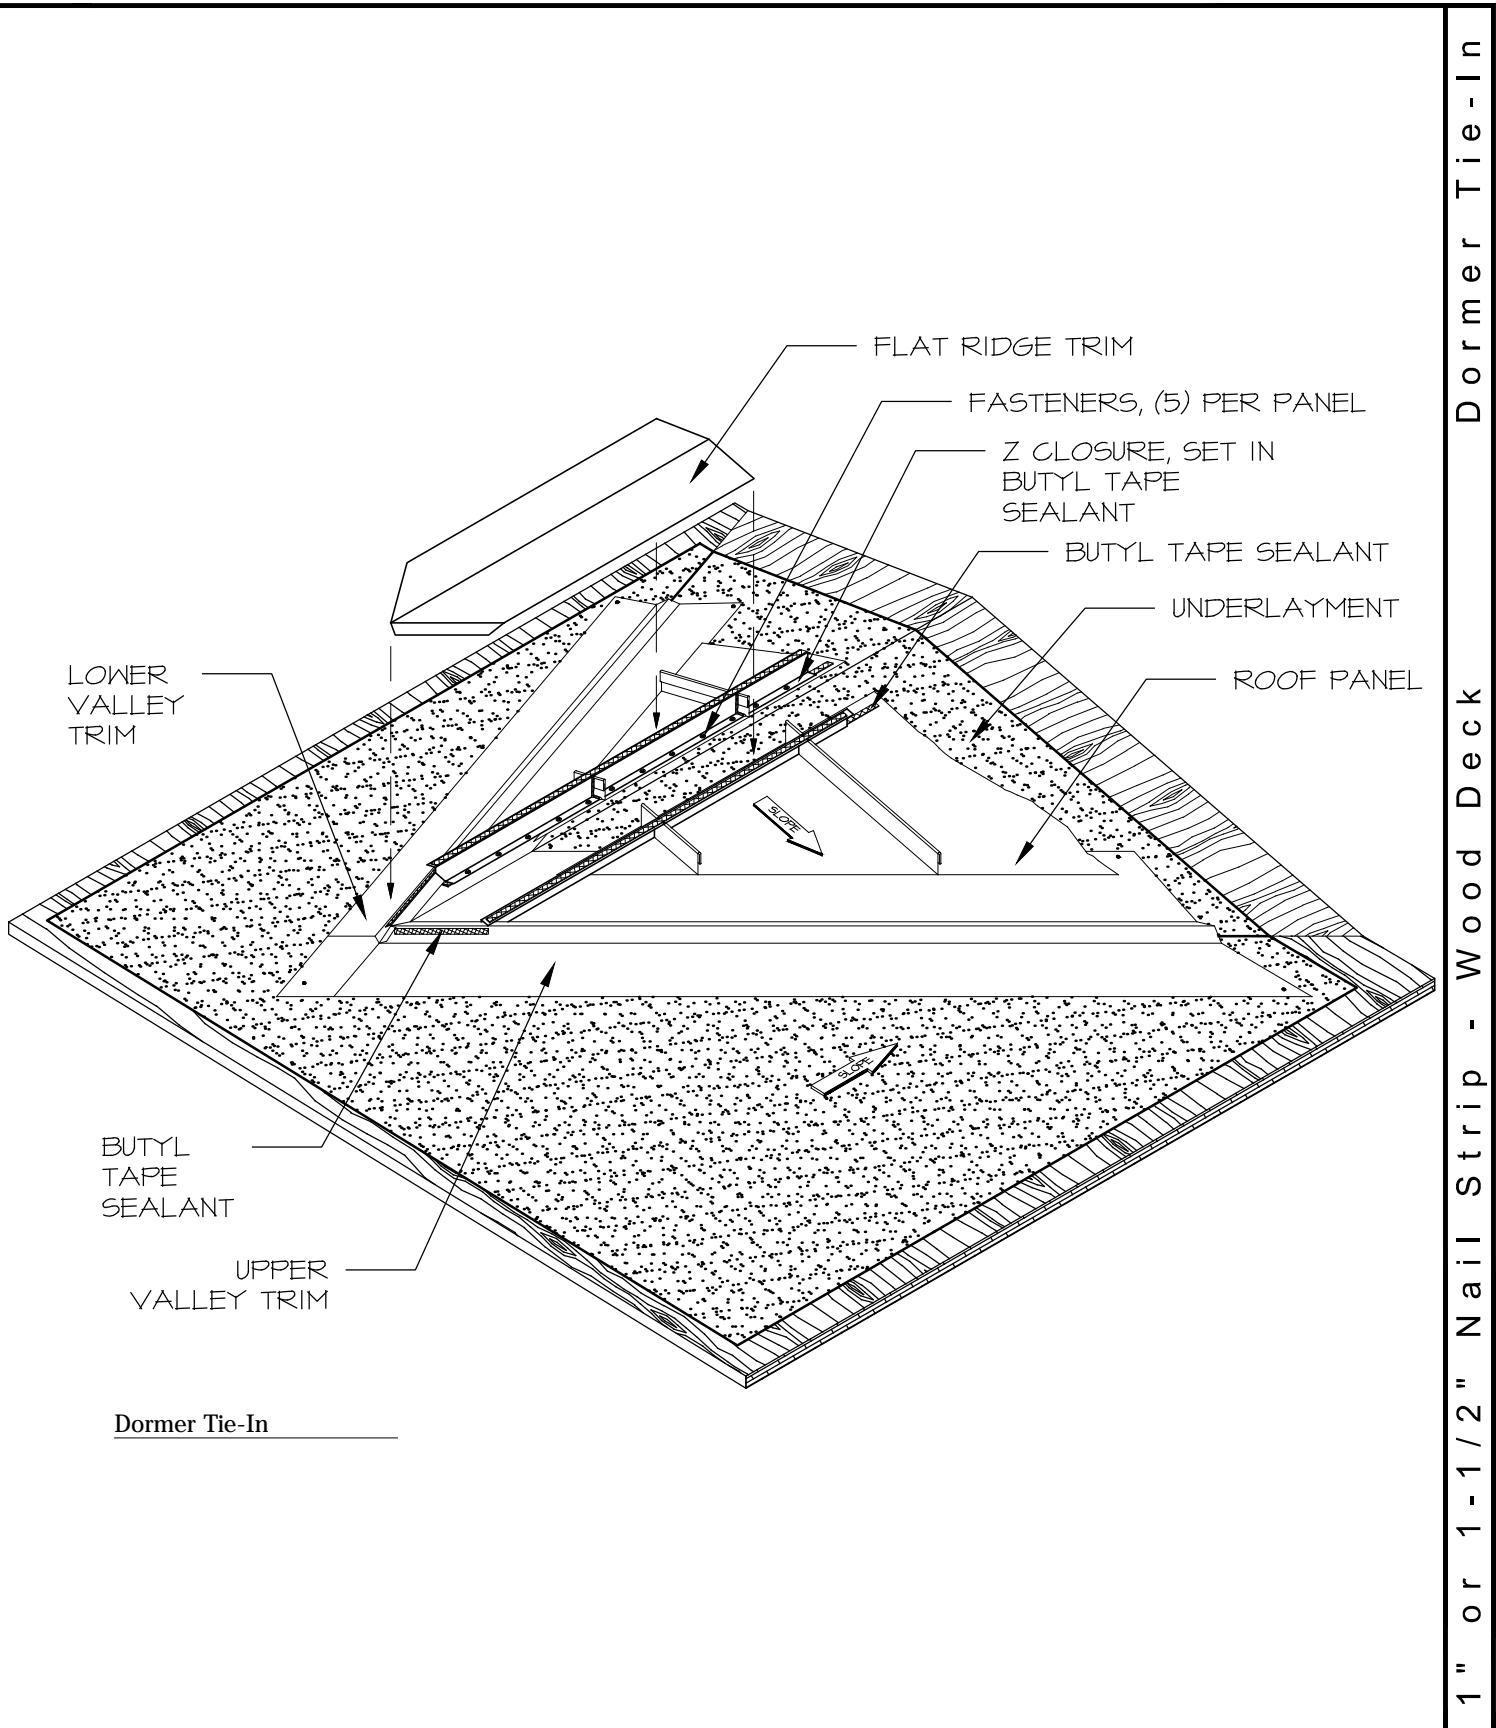 FLAT RIDGE TRIM
FASTENERS, (5) PER PANEL
Z CLOSURE, SET IN
BUTYL TAPE
SEALANT
BUTYL TAPE SEALANT
UNDERLAYMENT
ROOF PANEL
LOWER
VALLEY
TRIM
SLOPE
SLOPE
BUTYL
TAPE
SEALANT
UPPER
VALLEY TRIM
Dormer Tie-In
1" or 1-1/2" Nail Strip - Wood Deck Dormer Tie-In